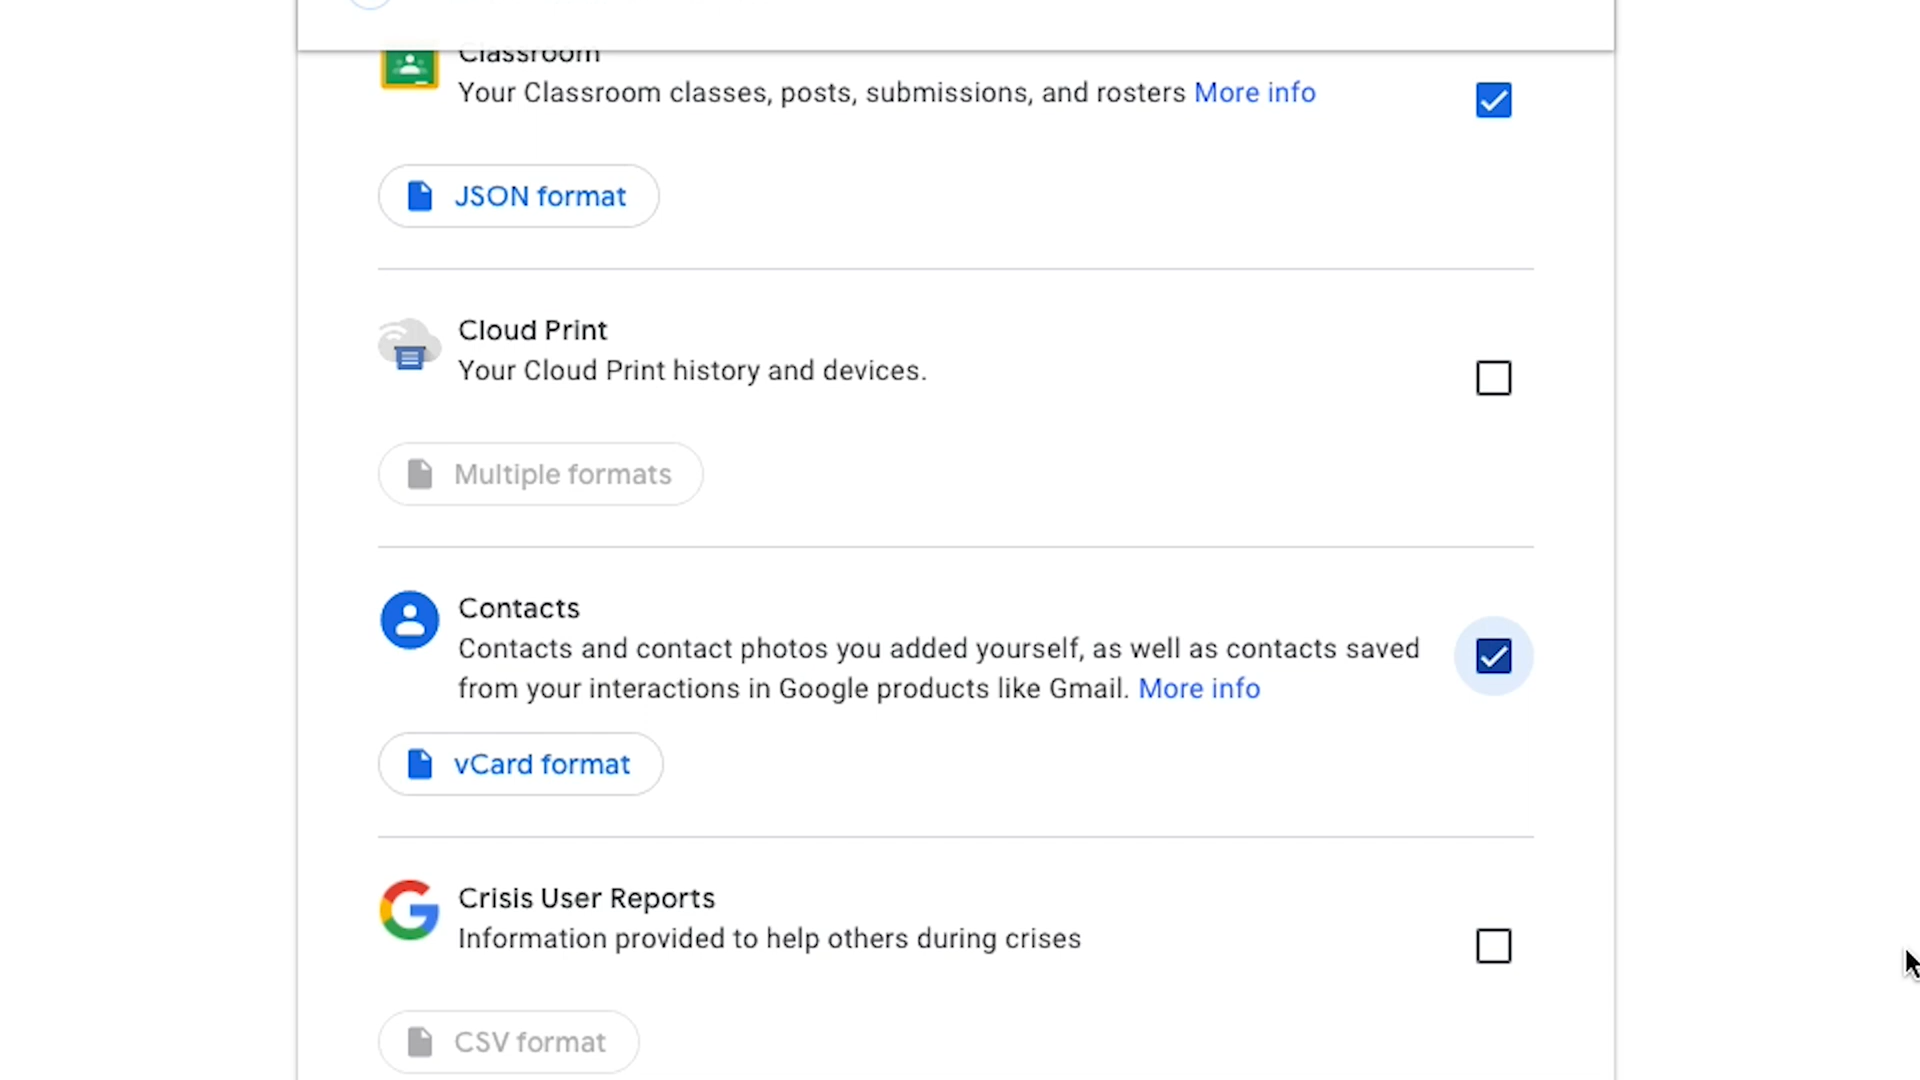 Classroom
Your Classroom classes, posts, submissions, and rosters More info
JSON format
Cloud Print
Your Cloud Print history and devices.
Multiple formats
Contacts
Contacts and contact photos you added yourself, as well as contacts saved
from your interactions in Google products like Gmail. More info
vCard format
Crisis User Reports
Information provided to help others during crises
CSV format